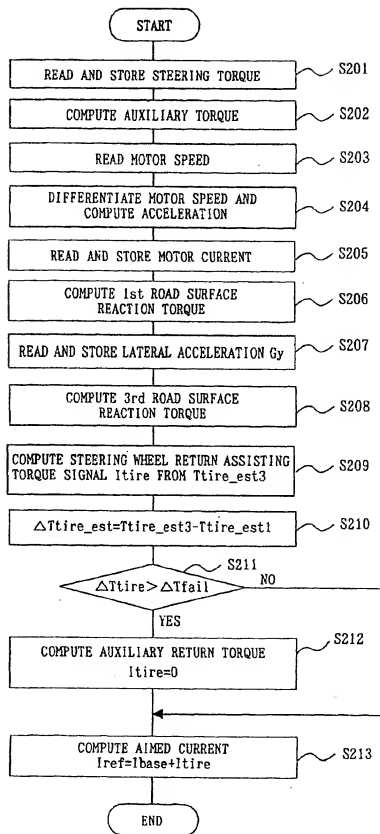 START
READ AND STORE STEERING TORQUE
S201
COMPUTE AUXILIARY TORQUE
S202
READ MOTOR SPEED
S203
DIFFERENTIATE MOTOR SPEED AND
COMPUTE ACCELERATION
S204
READ AND STORE MOTOR CURRENT
S205
COMPUTE 1st ROAD SURFACE
REACTION TORQUE
S206
READ AND STORE LATERAL ACCELERATION Gy
S207
COMPUTE 3rd ROAD SURFACE
REACTION TORQUE
S208
COMPUTE STEERING WHEEL RETURN ASSISTING
TORQUE SIGNAL Itire FROM Ttire_est3
S209
△Ttire_est=Ttire_est3-Ttire_est1
S210
S211
△Ttire>△Tfail
NO
YES
COMPUTE AUXILIARY RETURN TORQUE
Itire=0
S212
COMPUTE AIMED CURRENT
Iref=Ibase+Itire
S213
END